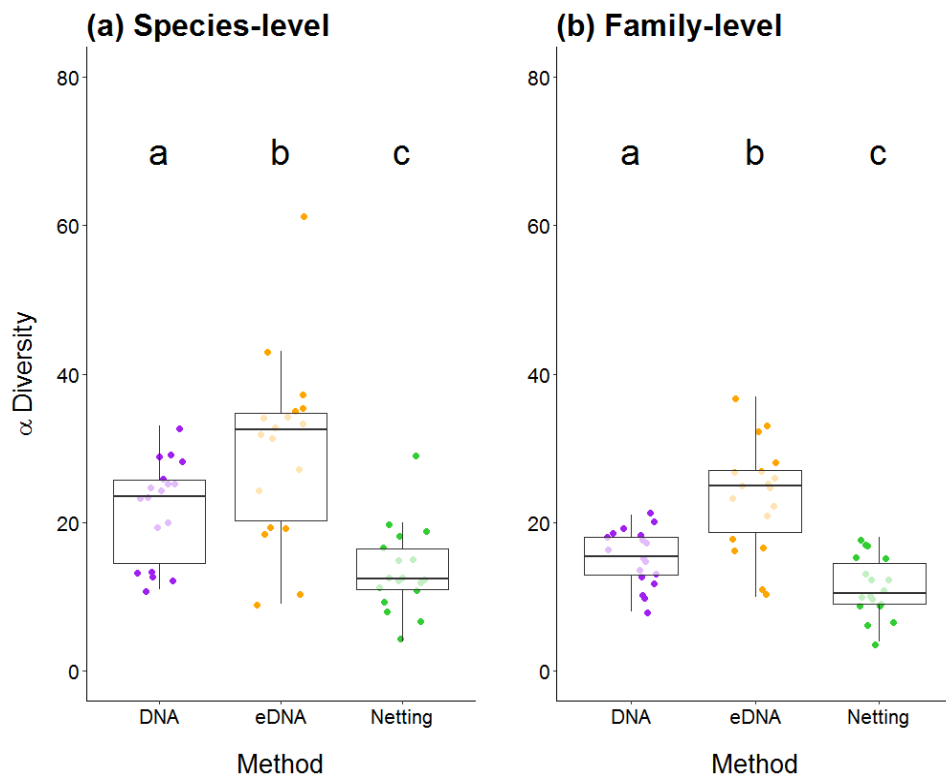 (a) Species-level
(b) Family-level
α Diversity
80
60
40
20
0
a
b
c
DNA
eDNA
Netting
Method
80
60
40
20
0
a
b
c
DNA
eDNA
Netting
Method